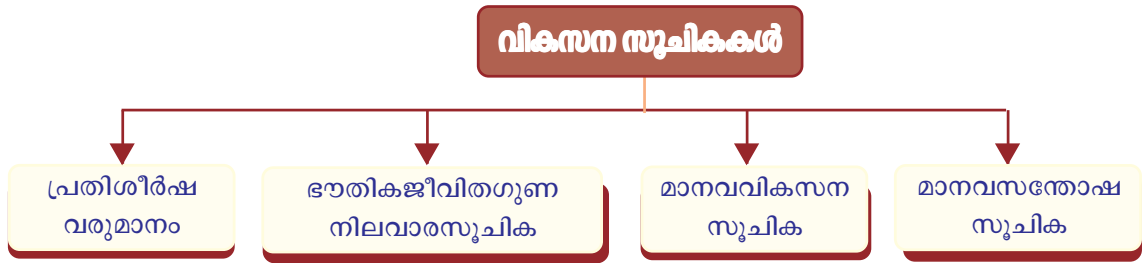 വികസന സൂചികകൾ
പ്രതിശീർഷ
വരുമാനം
ഭൗതികജീവിതഗുണ
നിലവാരസൂചിക
മാനവവികസന
സൂചിക
മാനവസന്തോഷ
സൂചിക